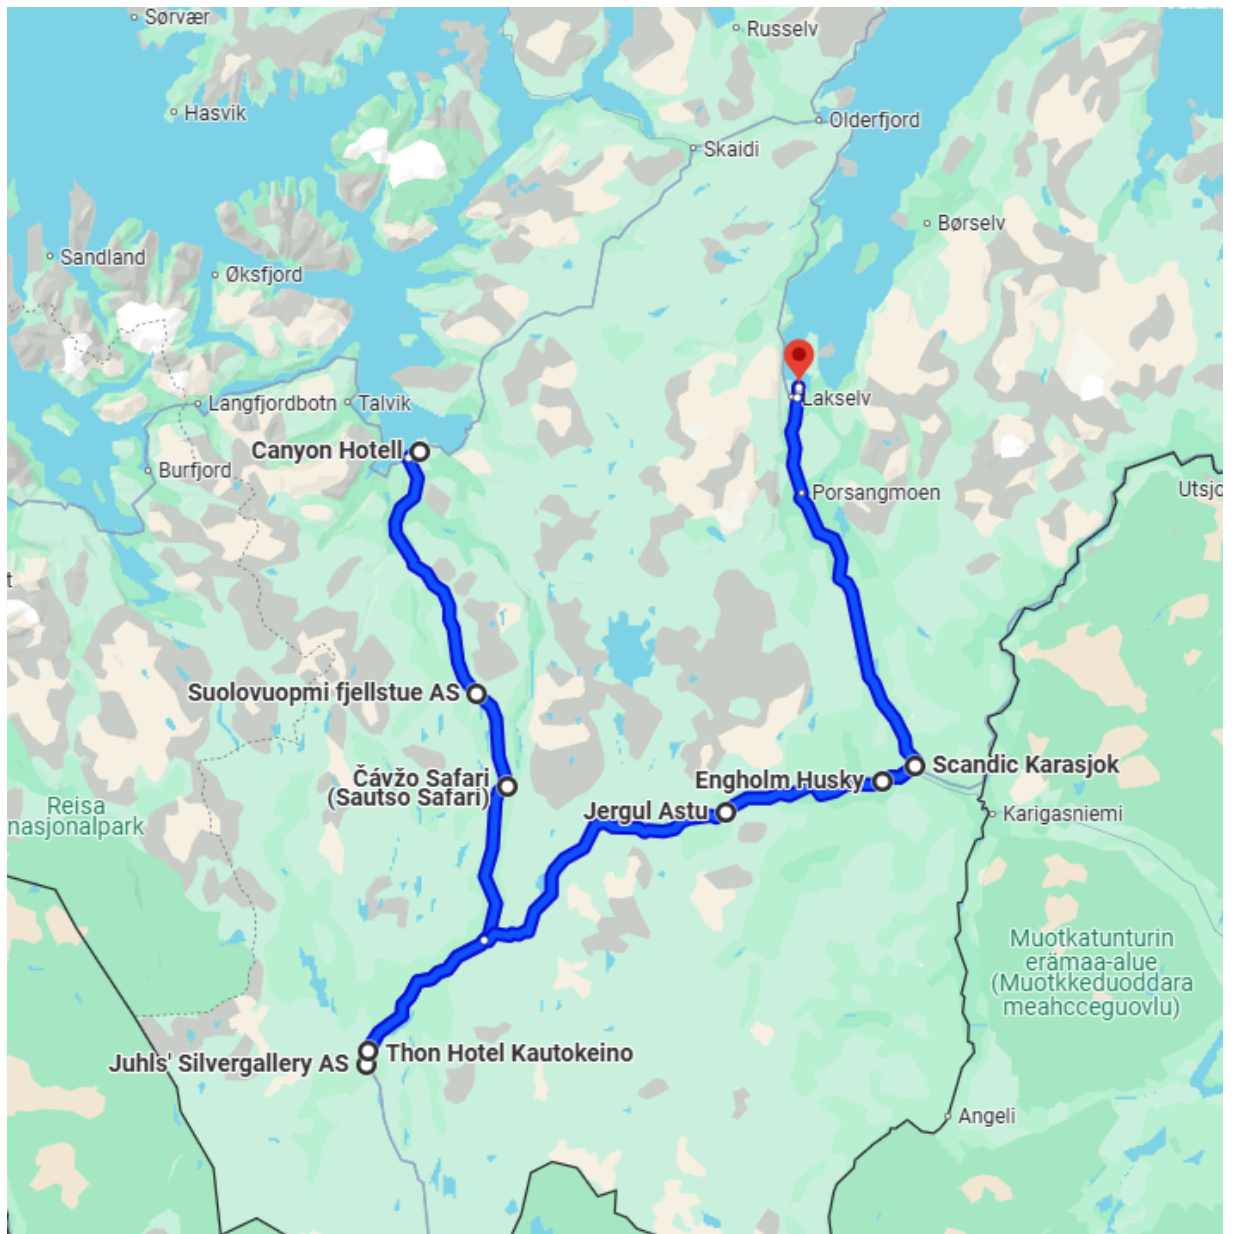 Sørvær
Russelv
Hasvik
Olderfjord
Skaidi
Børselv
Sandland
Øksfjord
Langfjordbotn
Talvik
Lakselv
Canyon Hotell
Burfjord
Porsangmoen
Utsjo
t
Suolovuopmi fjellstue AS
Scandic Karasjok
Čávžo Safari
(Sautso Safari)
Engholm Husky
Jergul Astu
Reisa
nasjonalpark
Karigasniemi
Muotkatunturin
erämaa-alue
(Muotkkeduoddara
meahcceguovlu)
Thon Hotel Kautokeino
Juhls' Silvergallery AS
Angeli